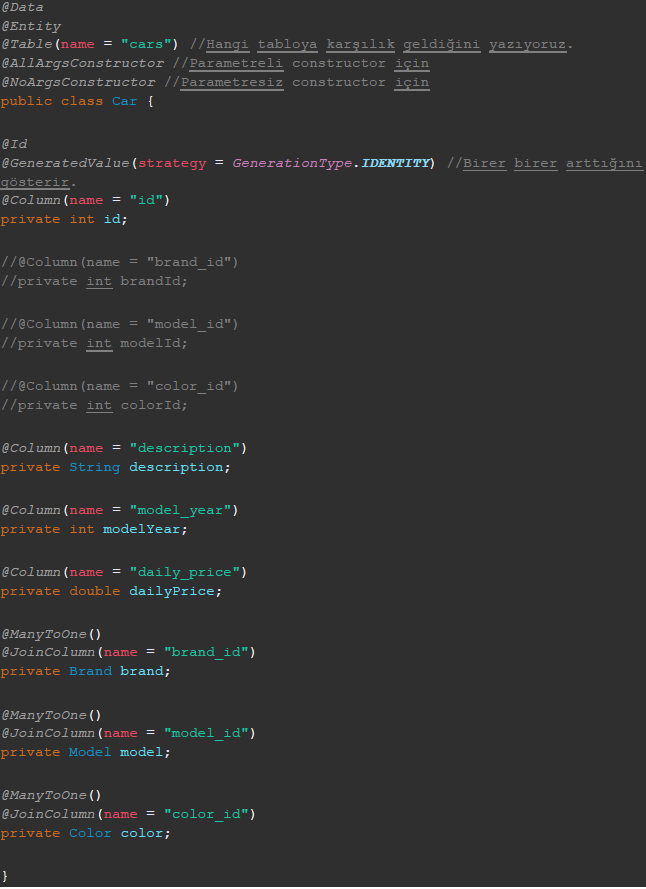 @Data
@Entity
@Table(name = "cars") //Hangi tabloya karşılık geldiğini yazıyoruz.
@AllArgsConstructor //Parametreli constructor için
@NoArgsConstructor //Parametresiz constructor için
public class Car {
@Id
@GeneratedValue(strategy = GenerationType.IDENTITY) //Birer birer arttığını
gösterir.
@Column(name = "id")
private int id;
//@Column(name = "brand_id")
//private int brandId;
//@Column(name = "model_id")
//private int modelId;
//@Column(name = "color_id")
//private int colorId;
@Column(name = "description")
private String description;
@Column(name = "model_year")
private int modelYear;
@Column(name = "daily_price")
private double dailyPrice;
@ManyToOne()
@JoinColumn(name = "brand_id")
private Brand brand;
@ManyToOne()
@JoinColumn(name = "model_id")
private Model model;
@ManyToOne()
@JoinColumn(name = "color_id")
private Color color;
}